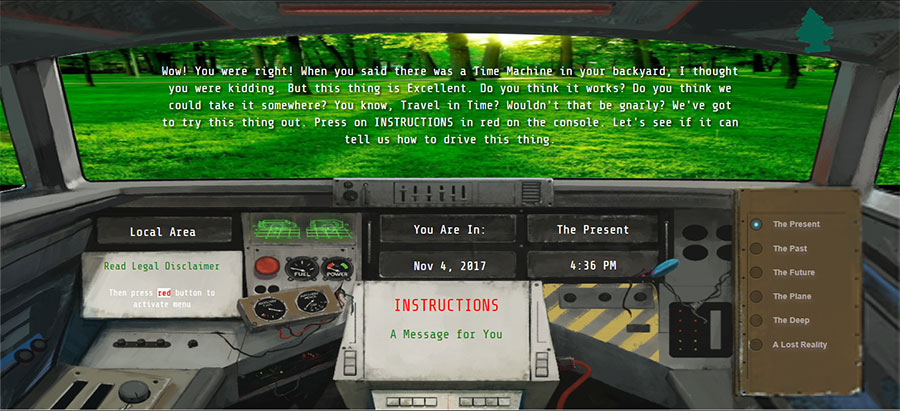 Wow! You were right! When you said there was a Time Machine in your backyard, I thought
you were kidding. But this thing is Excellent. Do you think it works? Do you think we
could take it somewhere? You know, Travel in Time? Wouldn't that be gnarly? We've got
to try this thing out. Press on INSTRUCTIONS in red on the console. Let's see if it can
tell us how to drive this thing.
Local Area
You Are In:
The Present
Nov 4, 2017
4:36 PM
Read Legal Disclaimer
Then press red button to
activate menu
FUEL
POWER
INSTRUCTIONS
A Message for You
The Present
The Past
The Future
The Plane
The Deep
A Lost Reality